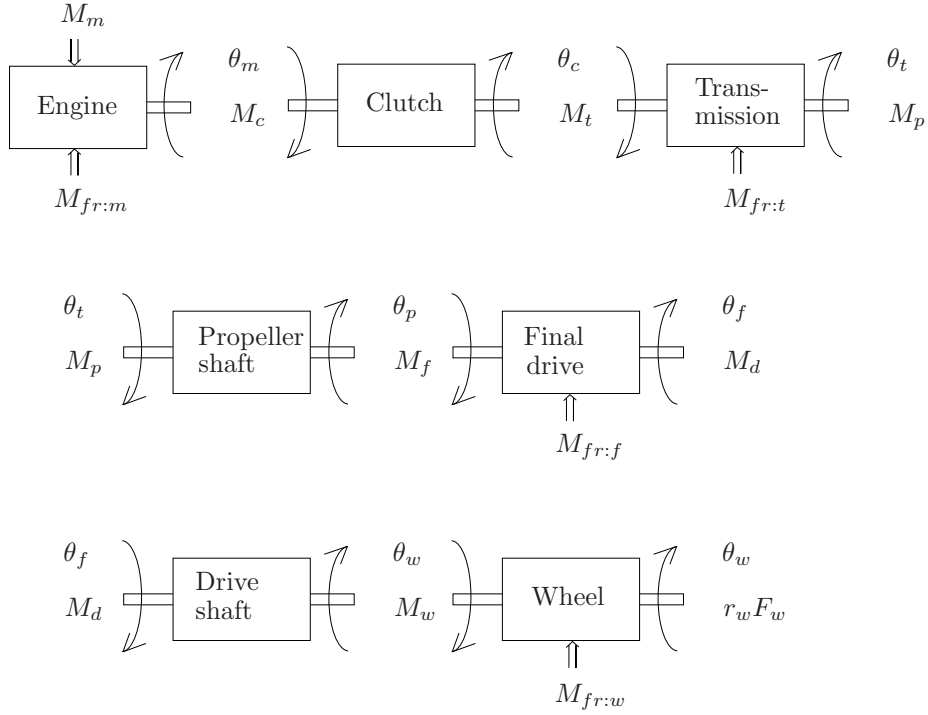 M_m
θ_m θ_c θ_t
Engine Clutch Trans-
mission
M_c M_t M_p
M_{fr:m} M_{fr:t}
θ_t θ_p θ_f
Propeller
shaft
Final
drive
M_p M_f M_d
M_{fr:f}
θ_f θ_w θ_w
Drive
shaft
Wheel
M_d M_w r_wF_w
M_{fr:w}